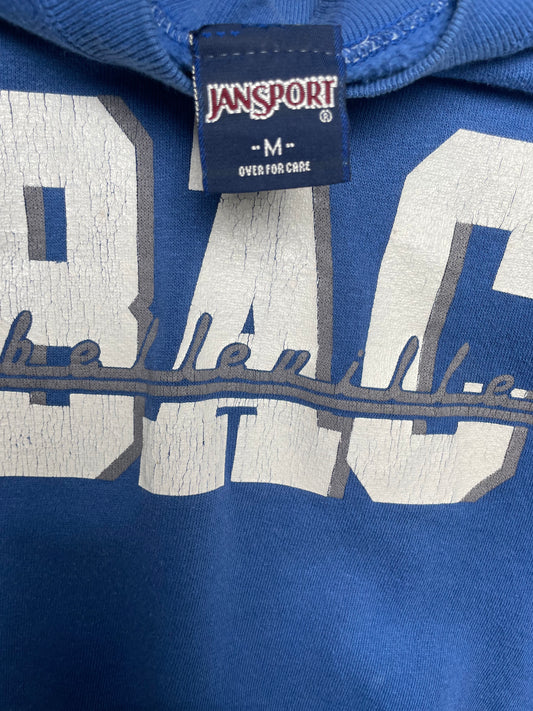 JANSPORT
®
-- M --
OVER FOR CARE
BAC
belleville